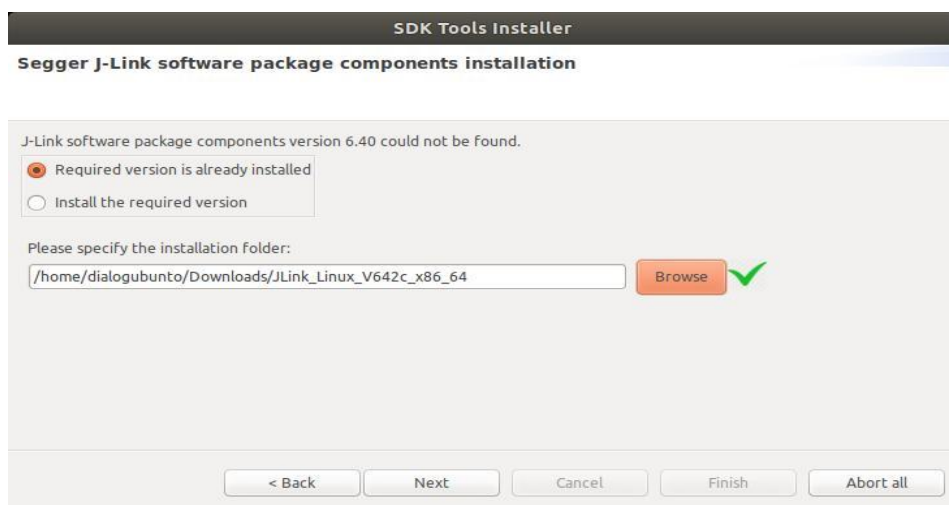 SDK Tools Installer
Segger J-Link software package components installation
J-Link software package components version 6.40 could not be found.
Required version is already installed
Install the required version
Please specify the installation folder:
/home/dialogubunto/Downloads/JLink_Linux_V642c_x86_64
Browse
< Back Next Cancel Finish Abort all